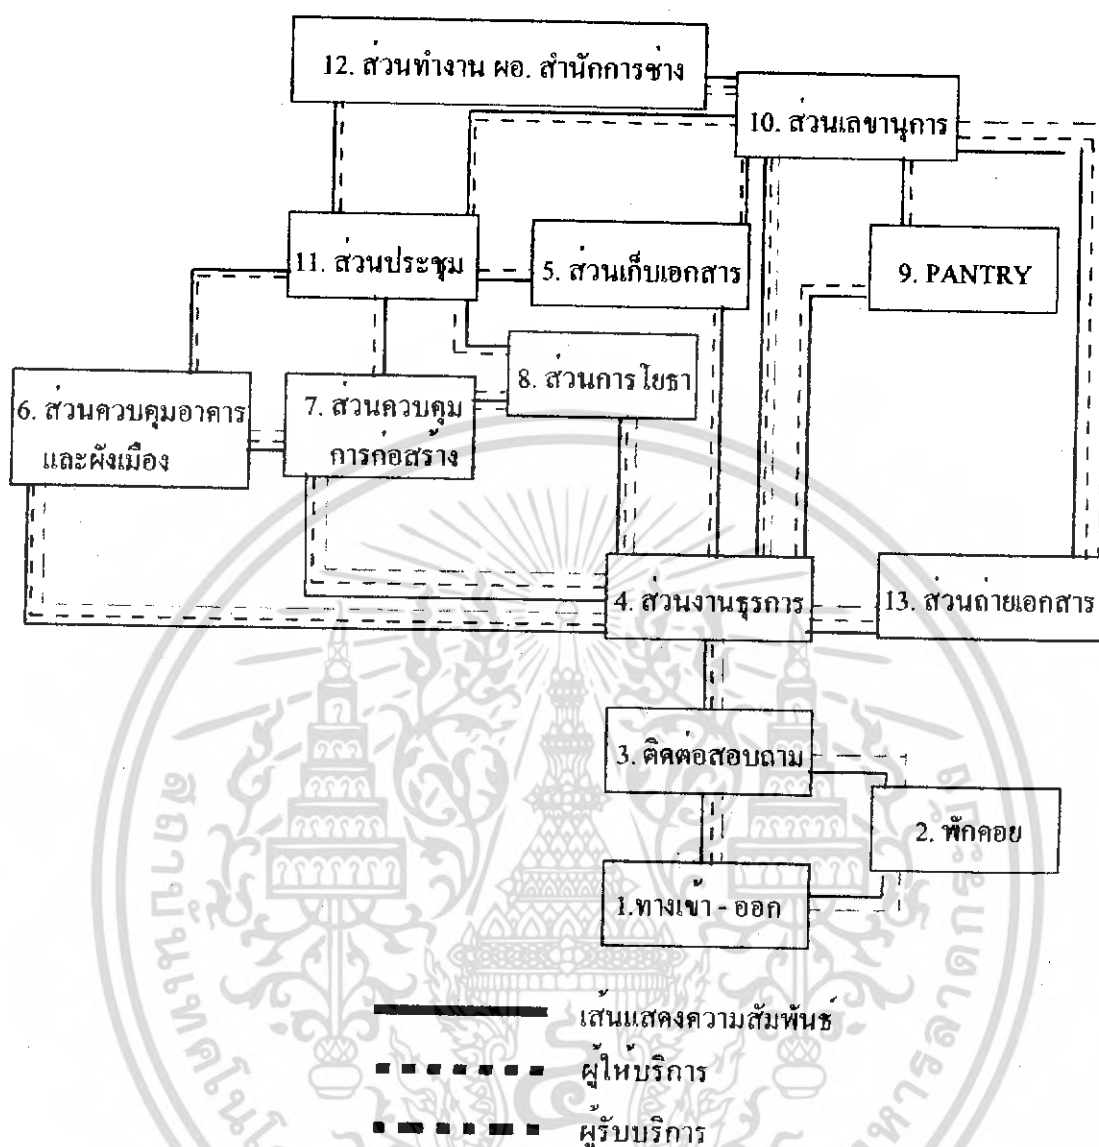 12. ส่วนทำงาน ผอ. สำนักการช่าง
10. ส่วนเลขานุการ
11. ส่วนประชุม
5. ส่วนเก็บเอกสาร
9. PANTRY
8. ส่วนการโยธา
6. ส่วนควบคุมอาคาร
และผังเมือง
7. ส่วนควบคุม
การก่อสร้าง
4. ส่วนงานธุรการ
13. ส่วนถ่ายเอกสาร
3. ติดต่อสอบถาม
2. พักคอย
1.ทางเข้า - ออก
เส้นแสดงความสัมพันธ์
ผู้ให้บริการ
ผู้รับบริการ